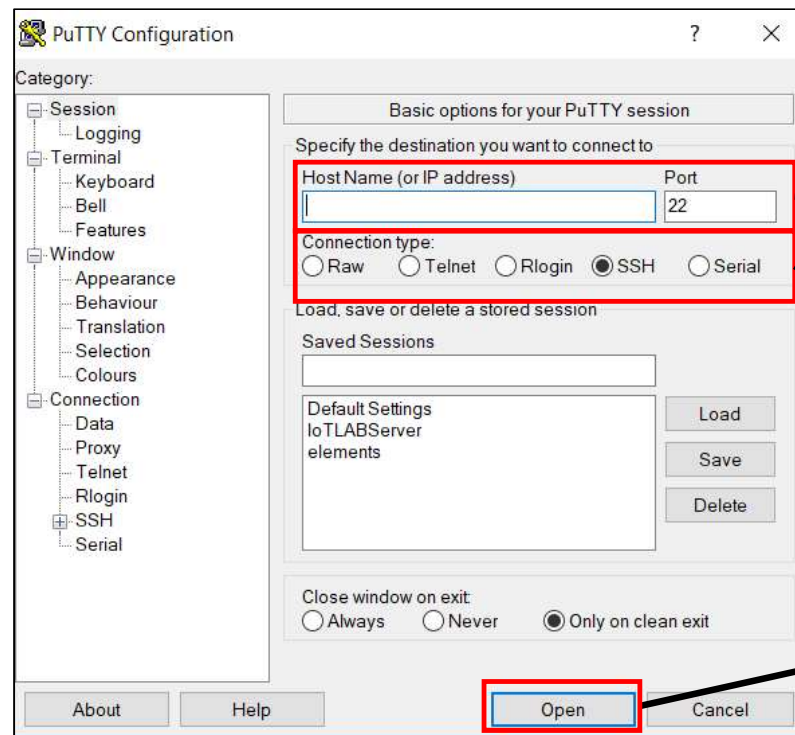 PuTTY Configuration ?
Category:
Session
Logging
Terminal
Keyboard
Bell
Features
Window
Appearance
Behaviour
Translation
Selection
Colours
Connection
Data
Proxy
Telnet
Rlogin
SSH
Serial
Basic options for your PuTTY session
Specify the destination you want to connect to
Host Name (or IP address) Port
22
Connection type:
Raw Telnet Rlogin SSH Serial
Load, save or delete a stored session
Saved Sessions
Default Settings
IoTLABServer
elements
Load
Save
Delete
Close window on exit:
Always Never Only on clean exit
About Help Open Cancel